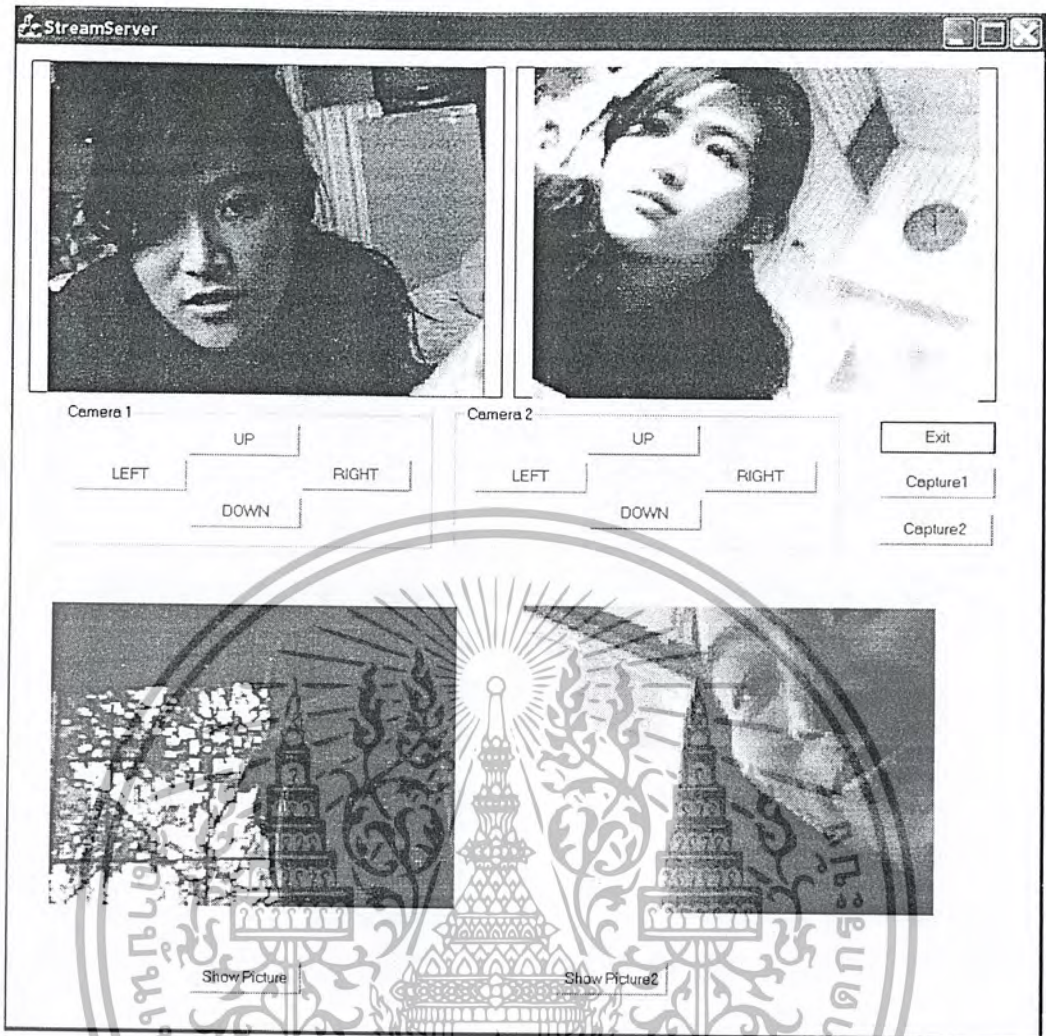 StreamServer
Camera 1
UP
LEFT RIGHT
DOWN
Camera 2
UP
LEFT RIGHT
DOWN
Exit
Capture1
Capture2
Show Picture
Show Picture2